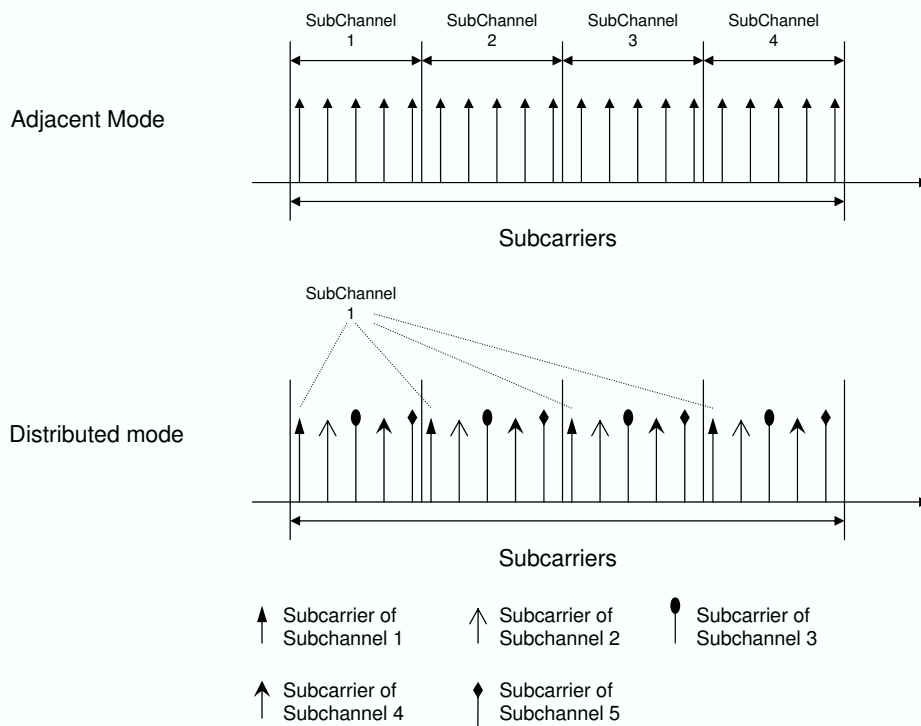 SubChannel
1
SubChannel
2
SubChannel
3
SubChannel
4
Adjacent Mode
Subcarriers
SubChannel
1
Distributed mode
Subcarriers
Subcarrier of
Subchannel 1
Subcarrier of
Subchannel 2
Subcarrier of
Subchannel 3
Subcarrier of
Subchannel 4
Subcarrier of
Subchannel 5